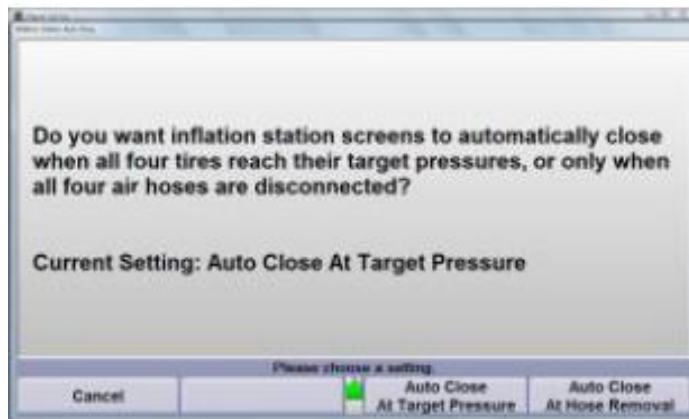 Do you want inflation station screens to automatically close
when all four tires reach their target pressures, or only when
all four air hoses are disconnected?
Current Setting: Auto Close At Target Pressure
Please choose a setting.
Cancel
Auto Close
At Target Pressure
Auto Close
At Hose Removal